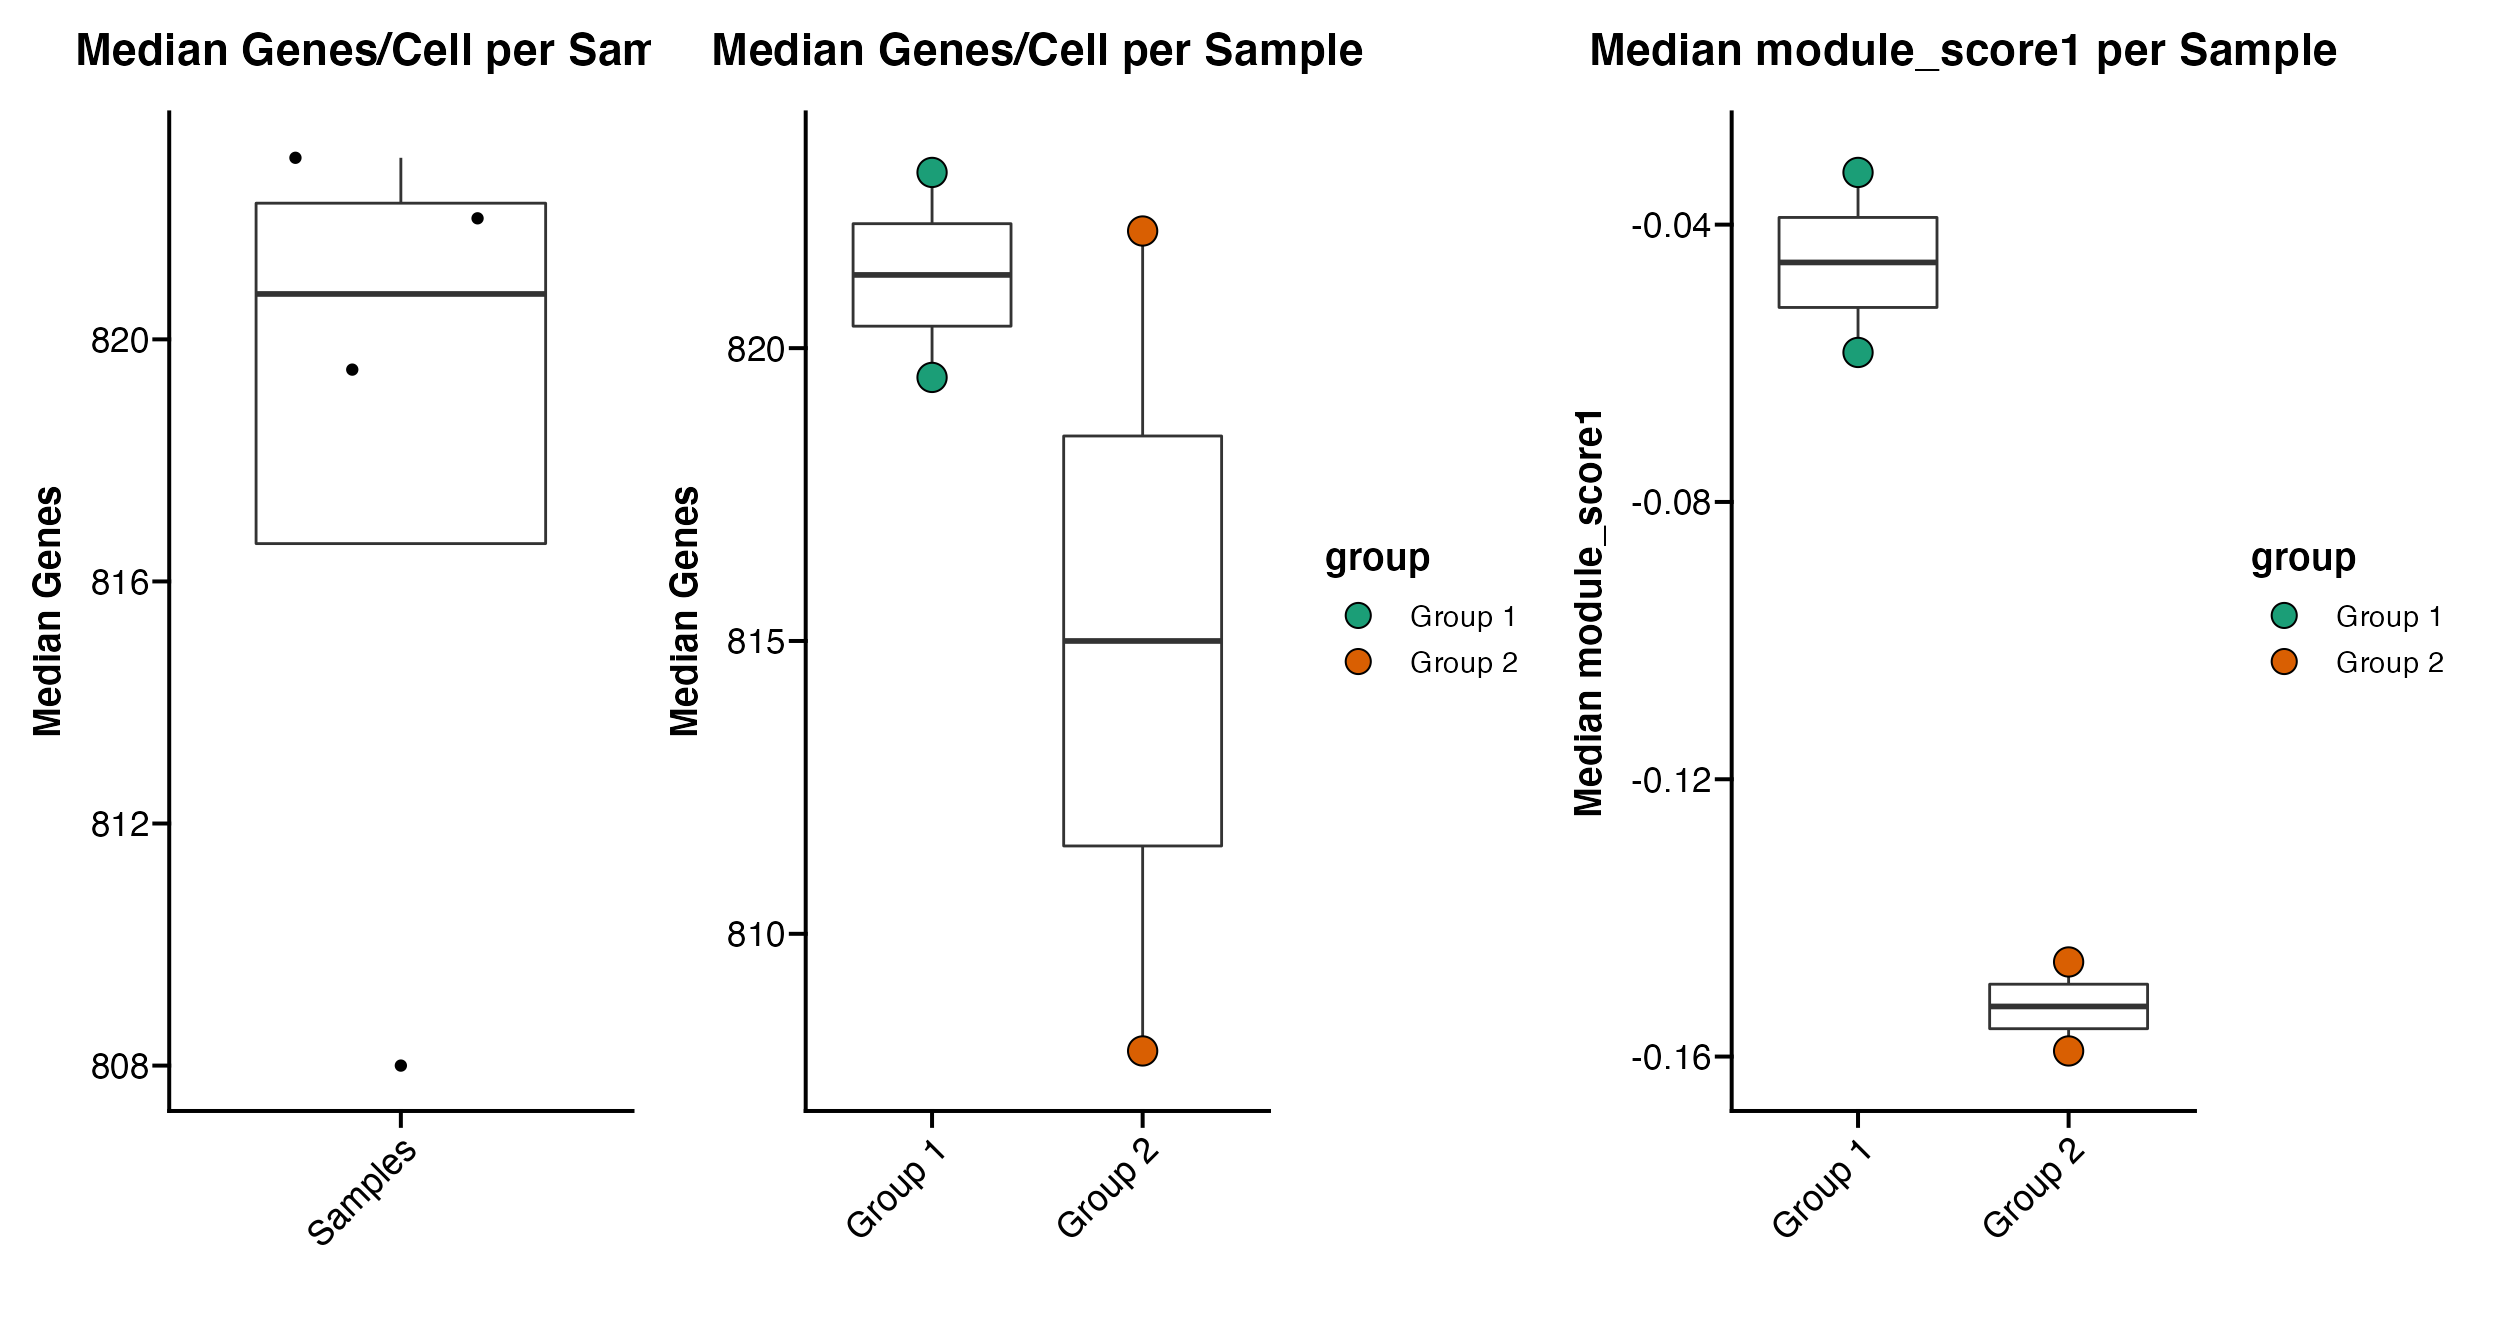 Median Genes/Cell per Sam
Median Genes
820
816
812
808
Samples
Median Genes/Cell per Sample
Median Genes
820
815
810
Group 1
Group 2
group
Group 1
Group 2
Median module_score1 per Sample
Median module_score1
-0.04
-0.08
-0.12
-0.16
Group 1
Group 2
group
Group 1
Group 2